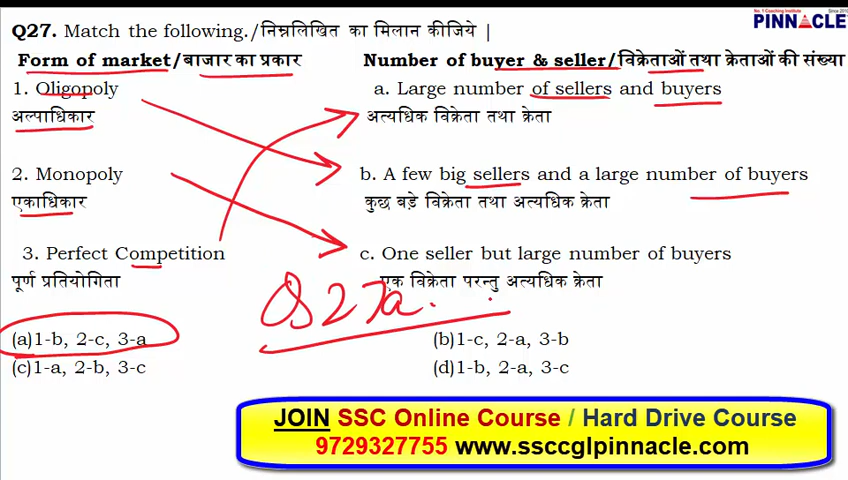 Q27. Match the following./निम्नलिखित का मिलान कीजिये |
No. 1 Coaching Institute
Since 2010
PINNACLE
Form of market/बाजार का प्रकार
Number of buyer & seller/विक्रेताओं तथा क्रेताओं की संख्या
1. Oligopoly
अल्पाधिकार
a. Large number of sellers and buyers
अत्यधिक विक्रेता तथा क्रेता
2. Monopoly
एकाधिकार
b. A few big sellers and a large number of buyers
कुछ बड़े विक्रेता तथा अत्यधिक क्रेता
3. Perfect Competition
पूर्ण प्रतियोगिता
c. One seller but large number of buyers
एक विक्रेता परन्तु अत्यधिक क्रेता
Q 27a.
(a)1-b, 2-c, 3-a
(b)1-c, 2-a, 3-b
(c)1-a, 2-b, 3-c
(d)1-b, 2-a, 3-c
JOIN SSC Online Course / Hard Drive Course
9729327755 www.ssccglpinnacle.com